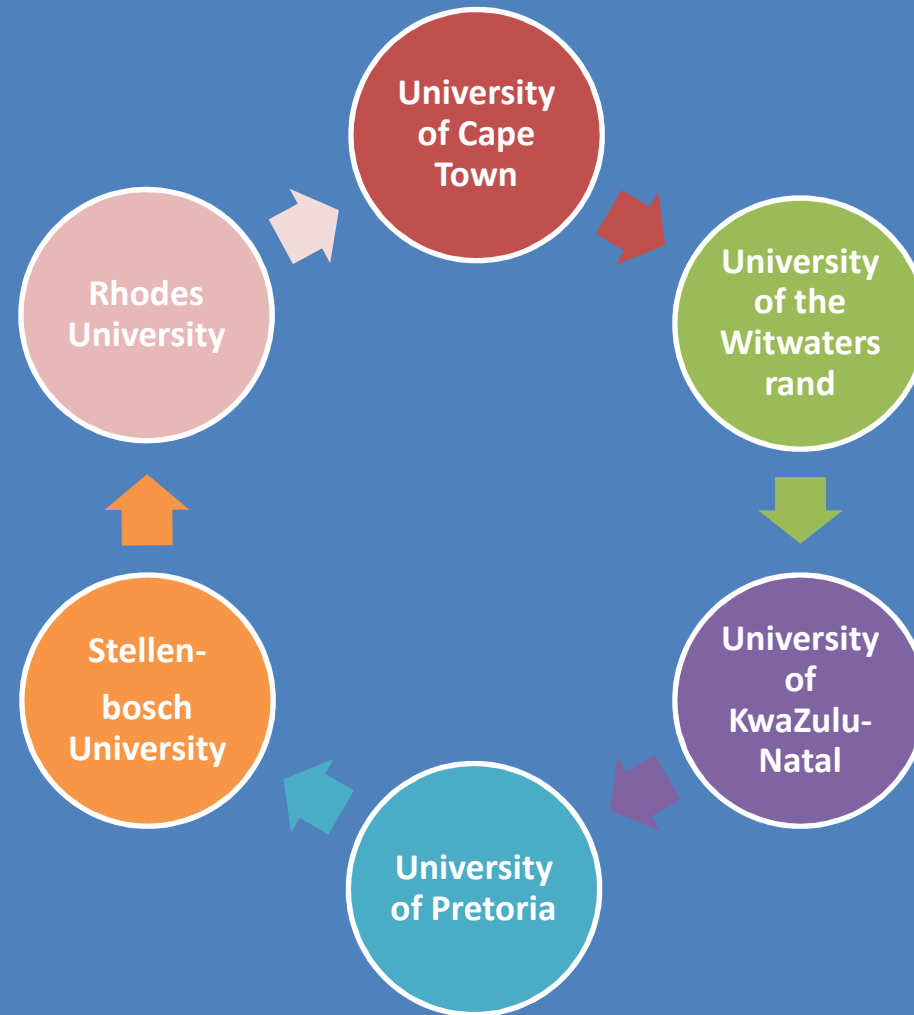 University
of Cape
Town
University
of the
Witwaters
rand
University
of
KwaZulu-
Natal
University
of Pretoria
Stellen-
bosch
University
Rhodes
University